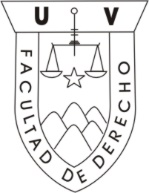 U V
FACULTAD DE DERECHO